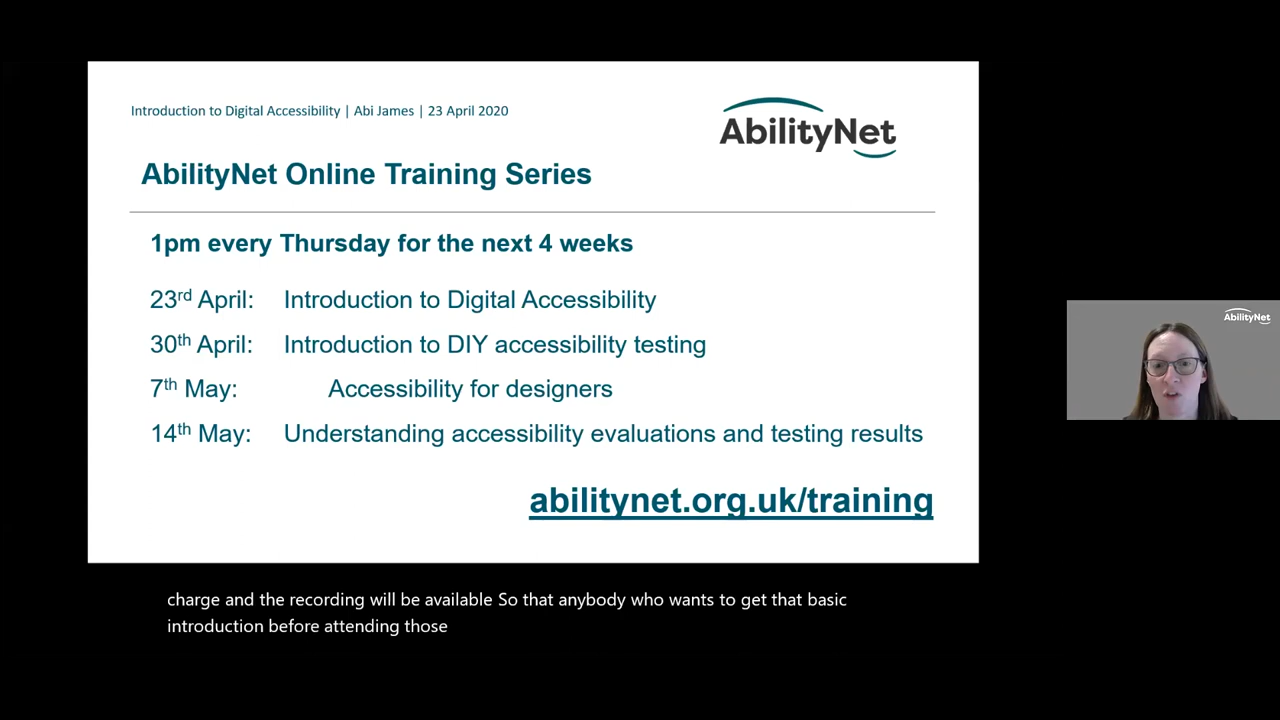 Introduction to Digital Accessibility | Abi James | 23 April 2020
AbilityNet
AbilityNet Online Training Series
1pm every Thursday for the next 4 weeks
23rd April: Introduction to Digital Accessibility
30th April: Introduction to DIY accessibility testing
7th May: Accessibility for designers
14th May: Understanding accessibility evaluations and testing results
abilitynet.org.uk/training
AbilityNet
charge and the recording will be available So that anybody who wants to get that basic
introduction before attending those